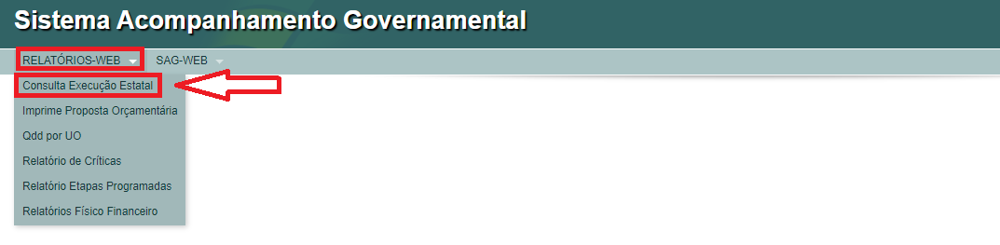 Sistema Acompanhamento Governamental
RELATÓRIOS-WEB SAG-WEB
Consulta Execução Estatal
Imprime Proposta Orçamentária
Qdd por UO
Relatório de Críticas
Relatório Etapas Programadas
Relatórios Físico Financeiro